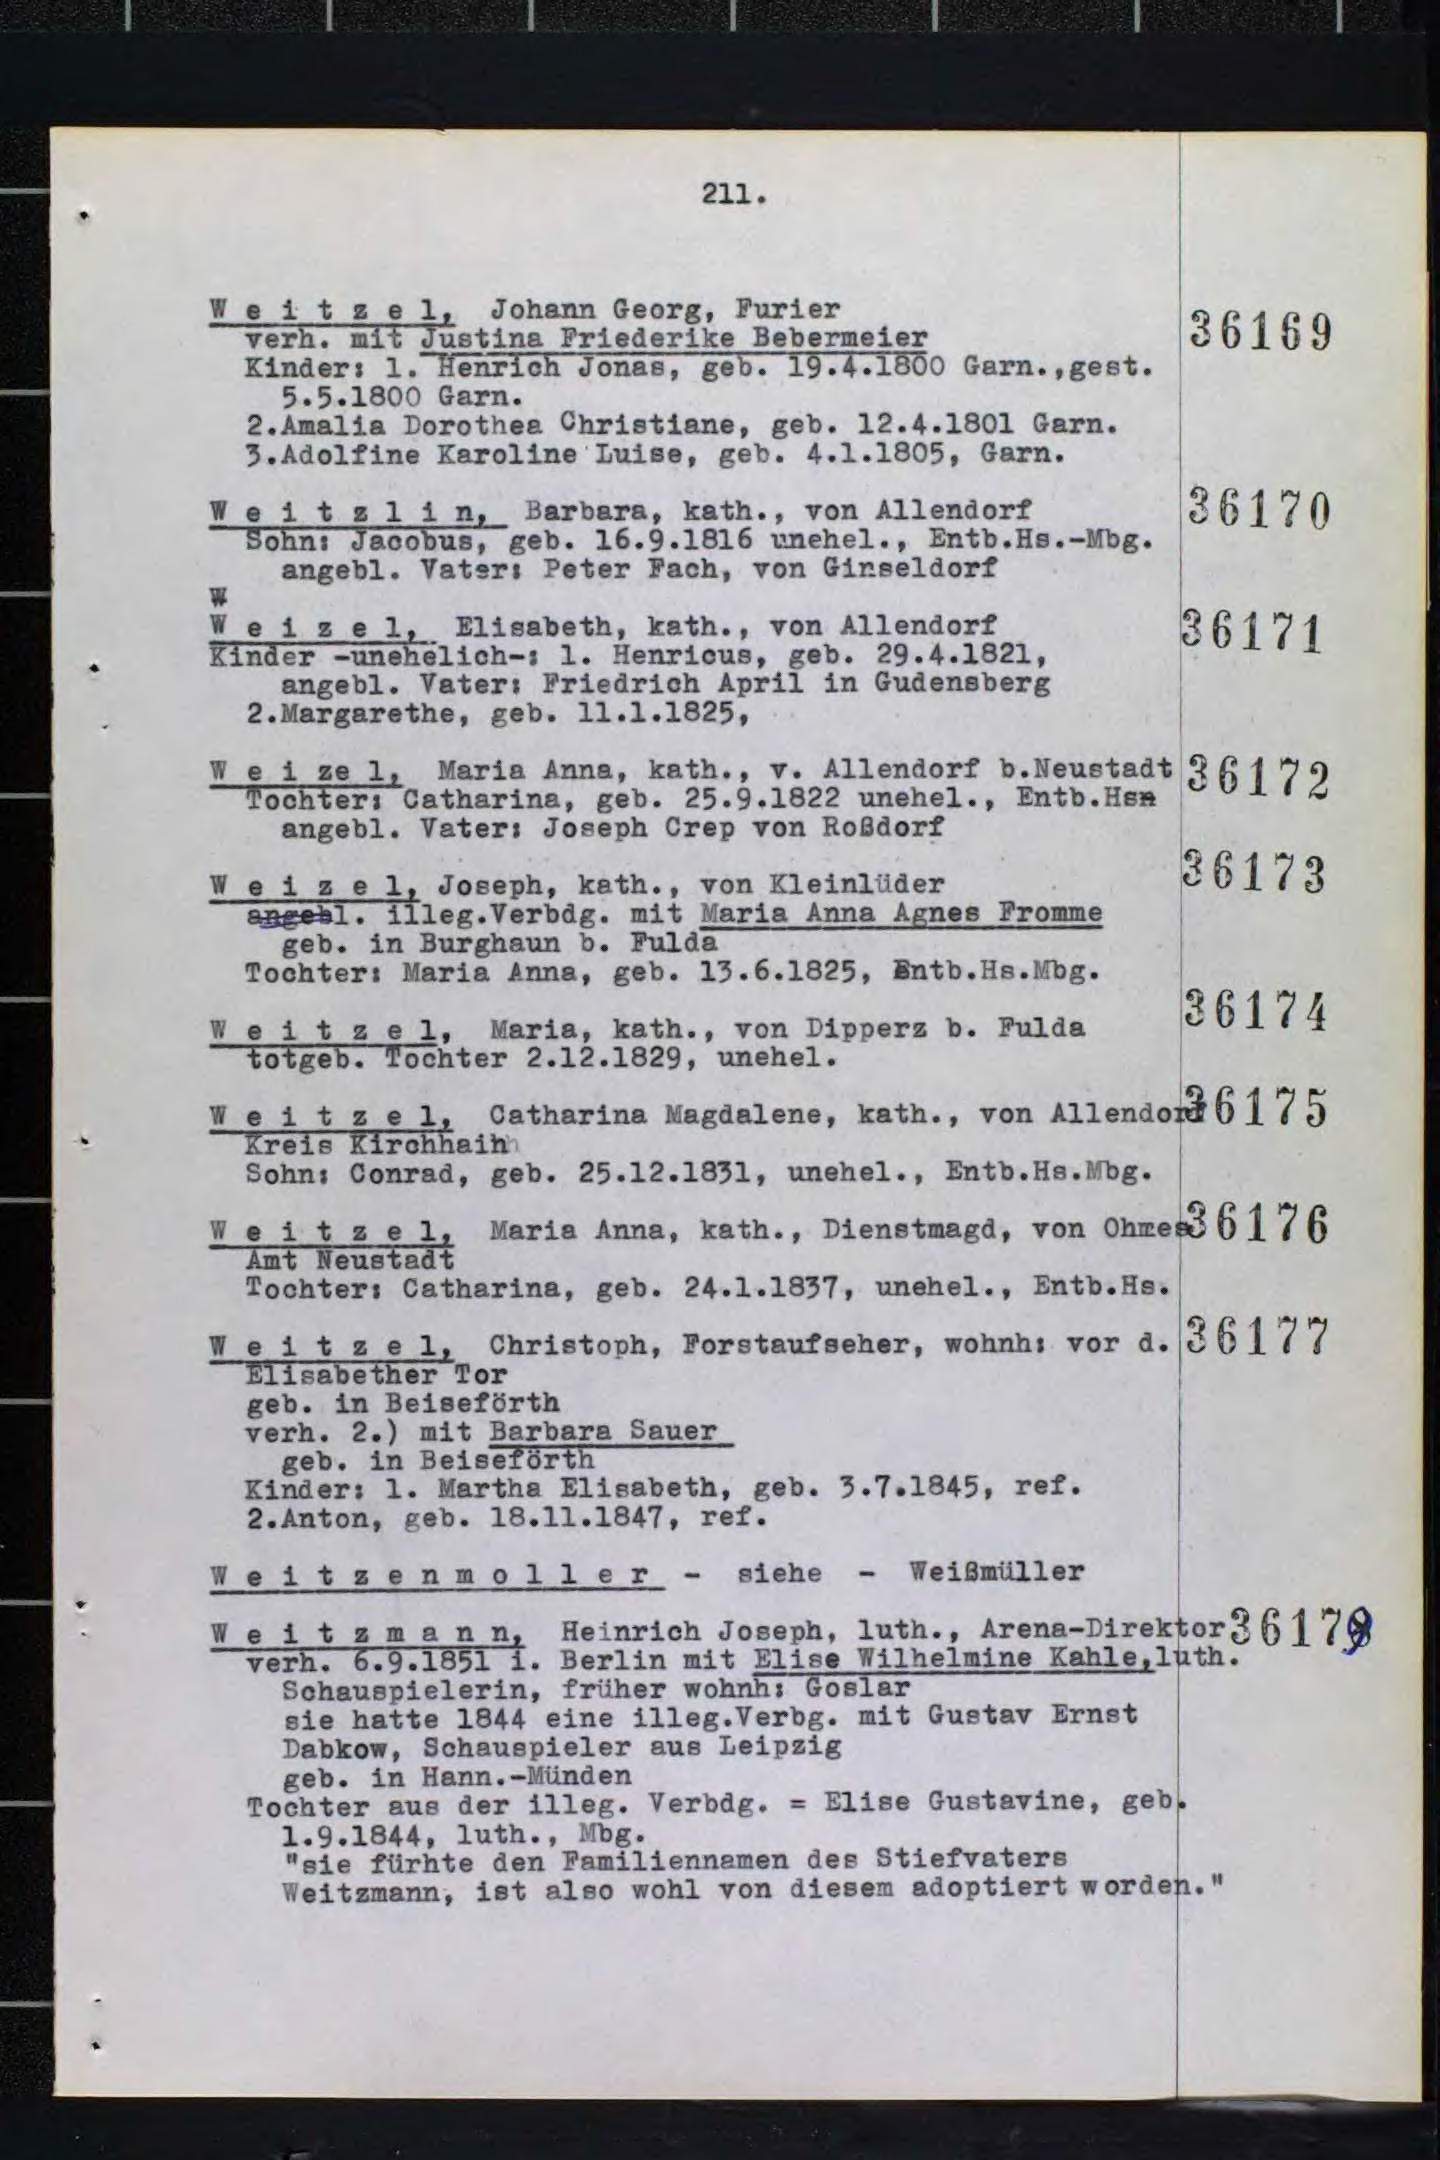 211.
W e i t z e l, Johann Georg, Furier 36169
verh. mit Justina Friederike Bebermeier
Kinder: 1. Henrich Jonas, geb. 19.4.1800 Garn.,gest.
5.5.1800 Garn.
2.Amalia Dorothea Christiane, geb. 12.4.1801 Garn.
3.Adolfine Karoline Luise, geb. 4.1.1805, Garn.
W e i t z l i n, Barbara, kath., von Allendorf 36170
Sohn: Jacobus, geb. 16.9.1816 unehel., Entb.Hs.-Mbg.
angebl. Vater: Peter Fach, von Ginseldorf
W
W e i z e l, Elisabeth, kath., von Allendorf 36171
Kinder -unehelich-: 1. Henricus, geb. 29.4.1821,
angebl. Vater: Friedrich April in Gudensberg
2.Margarethe, geb. 11.1.1825,
W e i ze l, Maria Anna, kath., v. Allendorf b.Neustadt 36172
Tochter: Catharina, geb. 25.9.1822 unehel., Entb.Hs
angebl. Vater: Joseph Crep von Roßdorf
W e i z e l, Joseph, kath., von Kleinlüder 36173
angebl. illeg.Verbdg. mit Maria Anna Agnes Fromme
geb. in Burghaun b. Fulda
Tochter: Maria Anna, geb. 13.6.1825, Entb.Hs.Mbg.
W e i t z e l, Maria, kath., von Dipperz b. Fulda 36174
totgeb. Tochter 2.12.1829, unehel.
W e i t z e l, Catharina Magdalene, kath., von Allendorf 36175
Kreis Kirchhain
Sohn: Conrad, geb. 25.12.1831, unehel., Entb.Hs.Mbg.
W e i t z e l, Maria Anna, kath., Dienstmagd, von Ohmes 36176
Amt Neustadt
Tochter: Catharina, geb. 24.1.1837, unehel., Entb.Hs.
W e i t z e l, Christoph, Forstaufseher, wohnh: vor d. 36177
Elisabether Tor
geb. in Beiseförth
verh. 2.) mit Barbara Sauer
geb. in Beiseförth
Kinder: 1. Martha Elisabeth, geb. 3.7.1845, ref.
2.Anton, geb. 18.11.1847, ref.
W e i t z e n m o l l e r - siehe - Weißmüller
W e i t z m a n n, Heinrich Joseph, luth., Arena-Direktor 36179
verh. 6.9.1851 i. Berlin mit Elise Wilhelmine Kahle,luth.
Schauspielerin, früher wohnh: Goslar
sie hatte 1844 eine illeg.Verbg. mit Gustav Ernst
Dabkow, Schauspieler aus Leipzig
geb. in Hann.-Münden
Tochter aus der illeg. Verbdg. = Elise Gustavine, geb.
1.9.1844, luth., Mbg.
"sie fürhte den Familiennamen des Stiefvaters
Weitzmann, ist also wohl von diesem adoptiert worden."